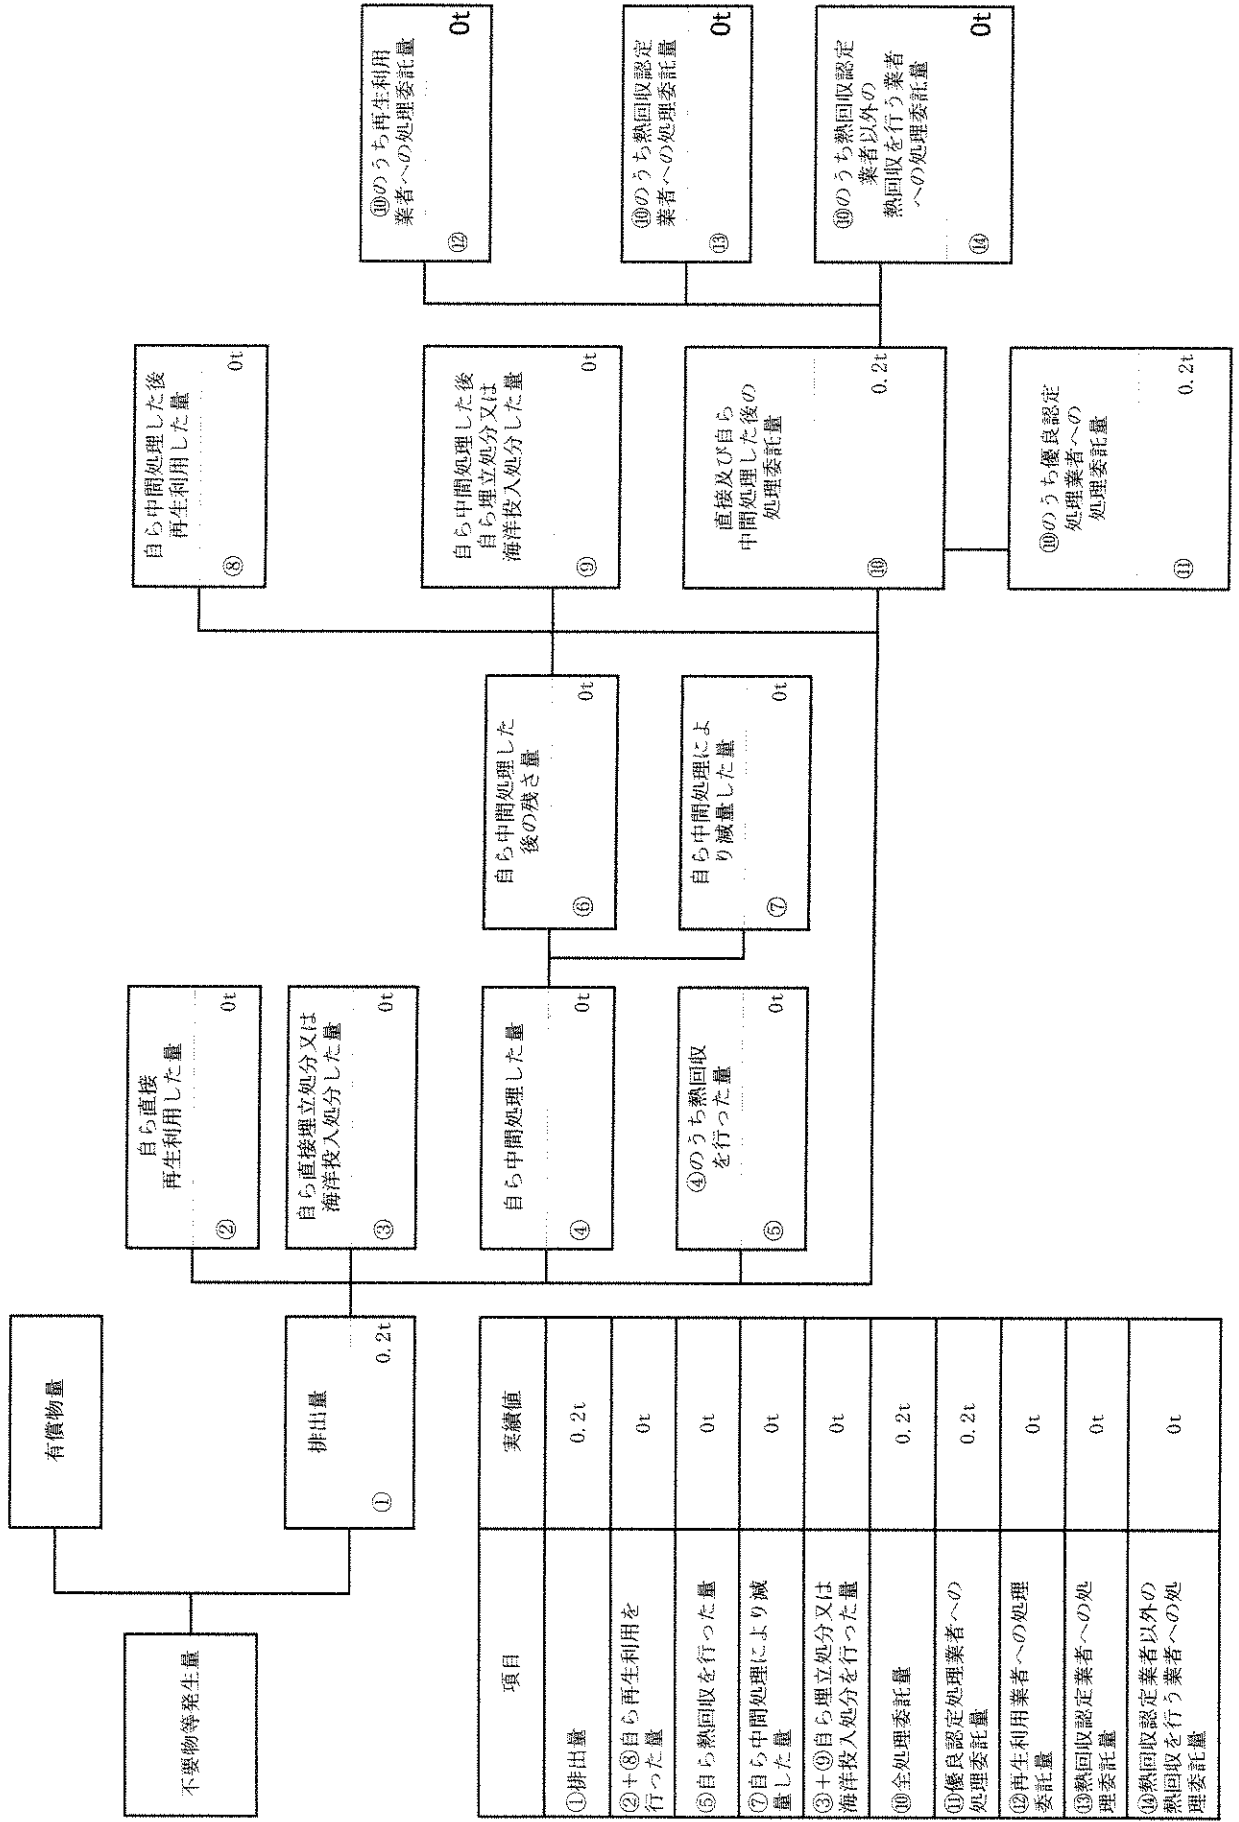 不要物等発生量
有償物量
排出量
①
0.2t
自ら直接
再生利用した量
②
0t
自ら直接埋立処分又は
海洋投入処分した量
③
0t
自ら中間処理した量
④
0t
④のうち熱回収
を行った量
⑤
0t
自ら中間処理した
後の残さ量
⑥
0t
自ら中間処理によ
り減量した量
⑦
0t
自ら中間処理した後
再生利用した量
⑧
0t
自ら中間処理した後
自ら埋立処分又は
海洋投入処分した量
⑨
0t
直接及び自ら
中間処理した後の
処理委託量
⑩
0.2t
⑩のうち優良認定
処理業者への
処理委託量
⑪
0.2t
⑩のうち再生利用
業者への処理委託量
⑫
0t
⑩のうち熱回収認定
業者への処理委託量
⑬
0t
⑩のうち熱回収認定
業者以外の
熱回収を行う業者
への処理委託量
⑭
0t
項目
実績値
①排出量
0.2t
②+⑧自ら再生利用を
行った量
0t
⑤自ら熱回収を行った量
0t
⑦自ら中間処理により減
量した量
0t
③+⑨自ら埋立処分又は
海洋投入処分を行った量
0t
⑩全処理委託量
0.2t
⑪優良認定処理業者への
処理委託量
0.2t
⑫再生利用業者への処理
委託量
0t
⑬熱回収認定業者への処
理委託量
0t
⑭熱回収認定業者以外の
熱回収を行う業者への処
理委託量
0t